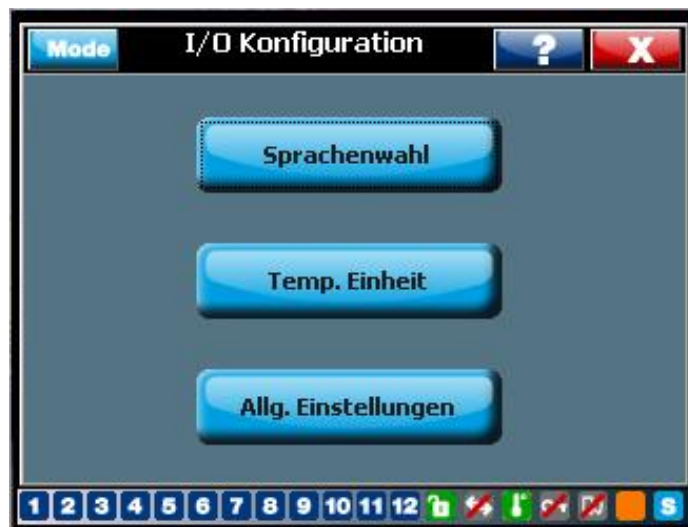 Mode I/O Konfiguration ? X
Sprachenwahl
Temp. Einheit
Allg. Einstellungen
1 2 3 4 5 6 7 8 9 10 11 12 S